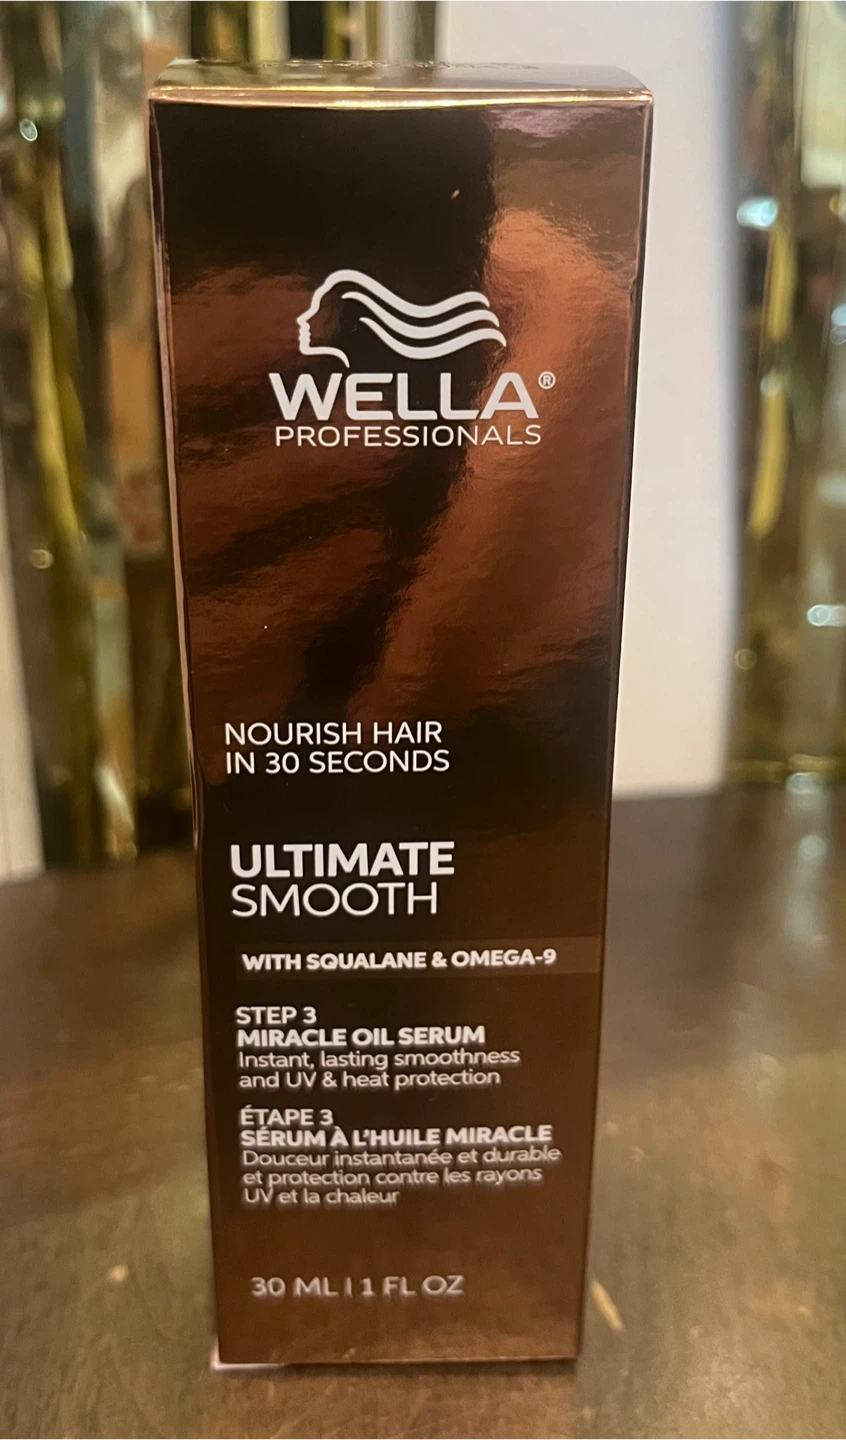 WELLA®
PROFESSIONALS
NOURISH HAIR
IN 30 SECONDS
ULTIMATE
SMOOTH
WITH SQUALANE & OMEGA-9
STEP 3
MIRACLE OIL SERUM
Instant, lasting smoothness
and UV & heat protection
ÉTAPE 3
SÉRUM À L'HUILE MIRACLE
Douceur instantanée et durable
et protection contre les rayons
UV et la chaleur
30 ML | 1 FL OZ